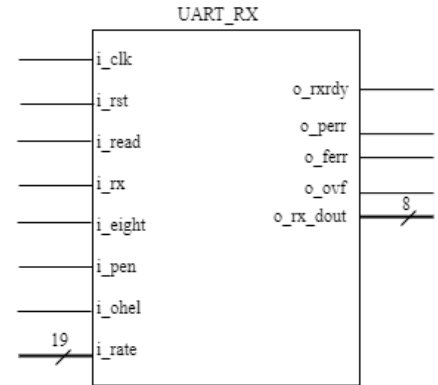 UART_RX
i_clk
i_rst
i_read
i_rx
i_eight
i_pen
i_ohel
19
i_rate
o_rxrdy
o_perr
o_ferr
o_ovf
o_rx_dout
8